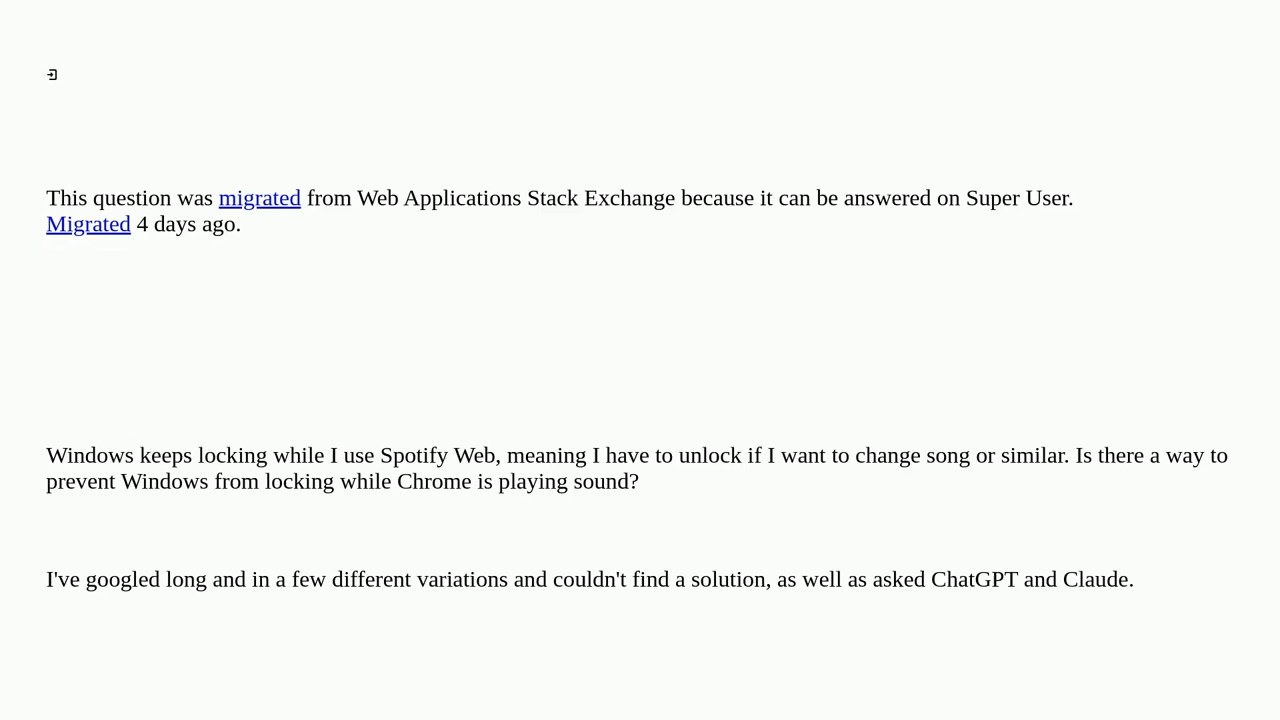 This question was migrated from Web Applications Stack Exchange because it can be answered on Super User.
Migrated 4 days ago.
Windows keeps locking while I use Spotify Web, meaning I have to unlock if I want to change song or similar. Is there a way to
prevent Windows from locking while Chrome is playing sound?
I've googled long and in a few different variations and couldn't find a solution, as well as asked ChatGPT and Claude.